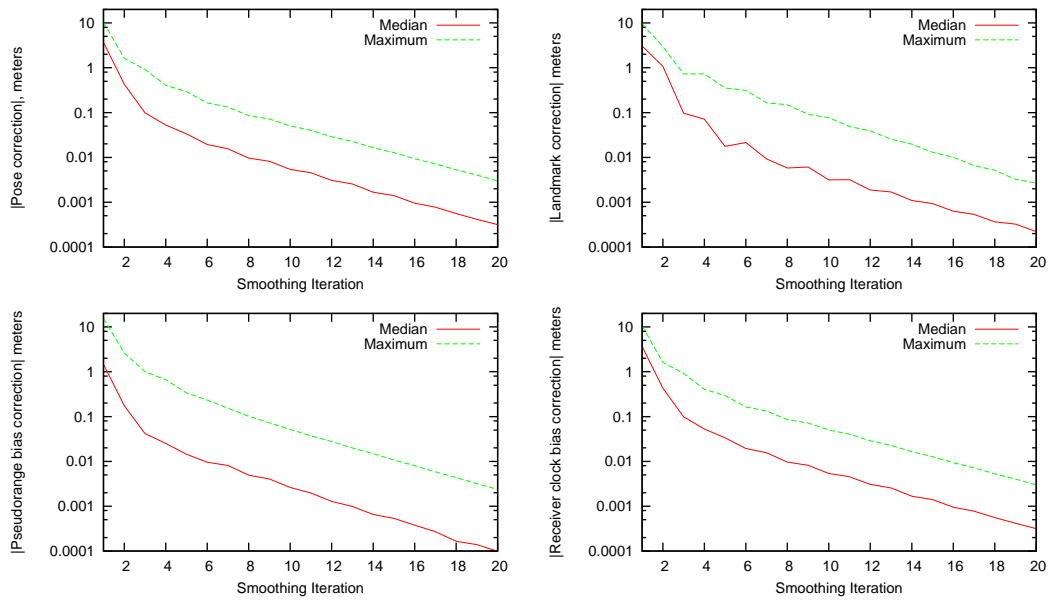 |Pose correction|, meters
10
1
0.1
0.01
0.001
0.0001
Median
Maximum
2 4 6 8 10 12 14 16 18 20
Smoothing Iteration
|Landmark correction| meters
10
1
0.1
0.01
0.001
0.0001
Median
Maximum
2 4 6 8 10 12 14 16 18 20
Smoothing Iteration
|Pseudorange bias correction| meters
10
1
0.1
0.01
0.001
0.0001
Median
Maximum
2 4 6 8 10 12 14 16 18 20
Smoothing Iteration
|Receiver clock bias correction| meters
10
1
0.1
0.01
0.001
0.0001
Median
Maximum
2 4 6 8 10 12 14 16 18 20
Smoothing Iteration